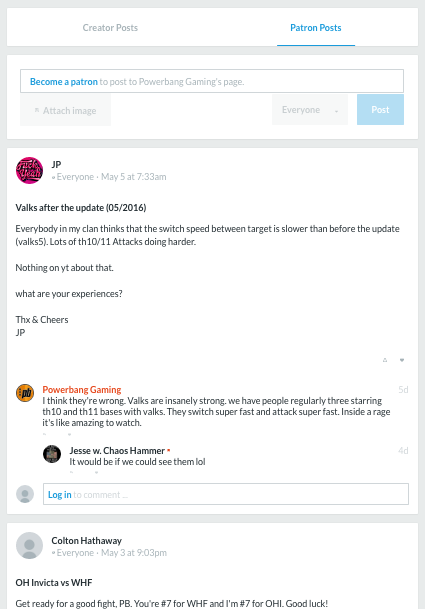 Creator Posts
Patron Posts
Become a patron to post to Powerbang Gaming's page.
Attach image
Everyone
Post
JP
Everyone · May 5 at 7:33am
Valks after the update (05/2016)
Everybody in my clan thinks that the switch speed between target is slower than before the update
(valks5). Lots of th10/11 Attacks doing harder.
Nothing on yt about that.
what are your experiences?
Thx & Cheers
JP
Powerbang Gaming
5d
I think they're wrong. Valks are insanely strong. we have people regularly three starring
th10 and th11 bases with valks. They switch super fast and attack super fast. Inside a rage
it's like amazing to watch.
Jesse w. Chaos Hammer
4d
It would be if we could see them lol
Log in to comment ...
Colton Hathaway
Everyone · May 3 at 9:03pm
OH Invicta vs WHF
Get ready for a good fight, PB. You're #7 for WHF and I'm #7 for OHI. Good luck!